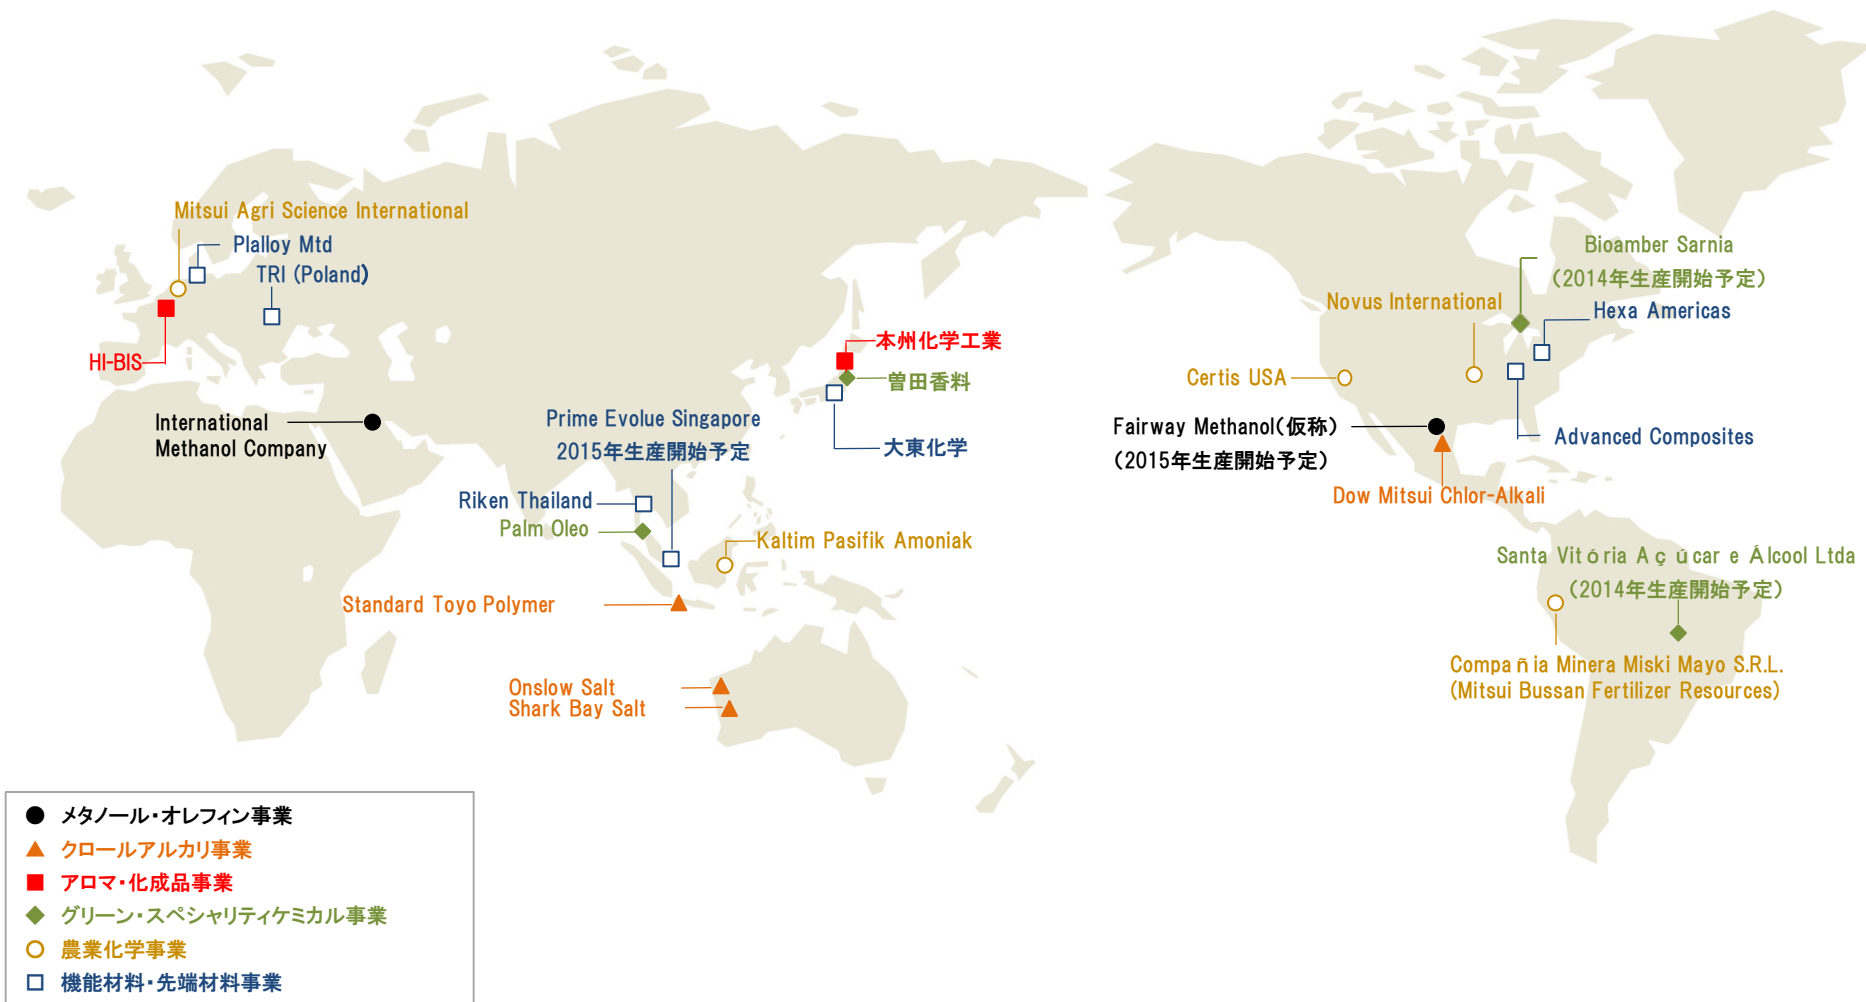 Mitsui Agri Science International
Plalloy Mtd
TRI (Poland)
HI-BIS
International
Methanol Company
本州化学工業
曽田香料
大東化学
Prime Evolue Singapore
2015年生産開始予定
Riken Thailand
Palm Oleo
Kaltim Pasifik Amoniak
Standard Toyo Polymer
Onslow Salt
Shark Bay Salt
Bioamber Sarnia
(2014年生産開始予定)
Novus International
Hexa Americas
Certis USA
Fairway Methanol(仮称)
(2015年生産開始予定)
Advanced Composites
Dow Mitsui Chlor-Alkali
Santa Vitória Açúcar e Álcool Ltda
(2014年生産開始予定)
Compañia Minera Miski Mayo S.R.L.
(Mitsui Bussan Fertilizer Resources)
メタノール・オレフィン事業
クロールアルカリ事業
アロマ・化成品事業
グリーン・スペシャリティケミカル事業
農業化学事業
機能材料・先端材料事業